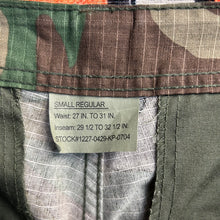 SMALL REGULAR
Waist: 27 IN. TO 31 IN.
Inseam: 29 1/2 TO 32 1/2 IN.
STOCK#1227-0429-KP-0704